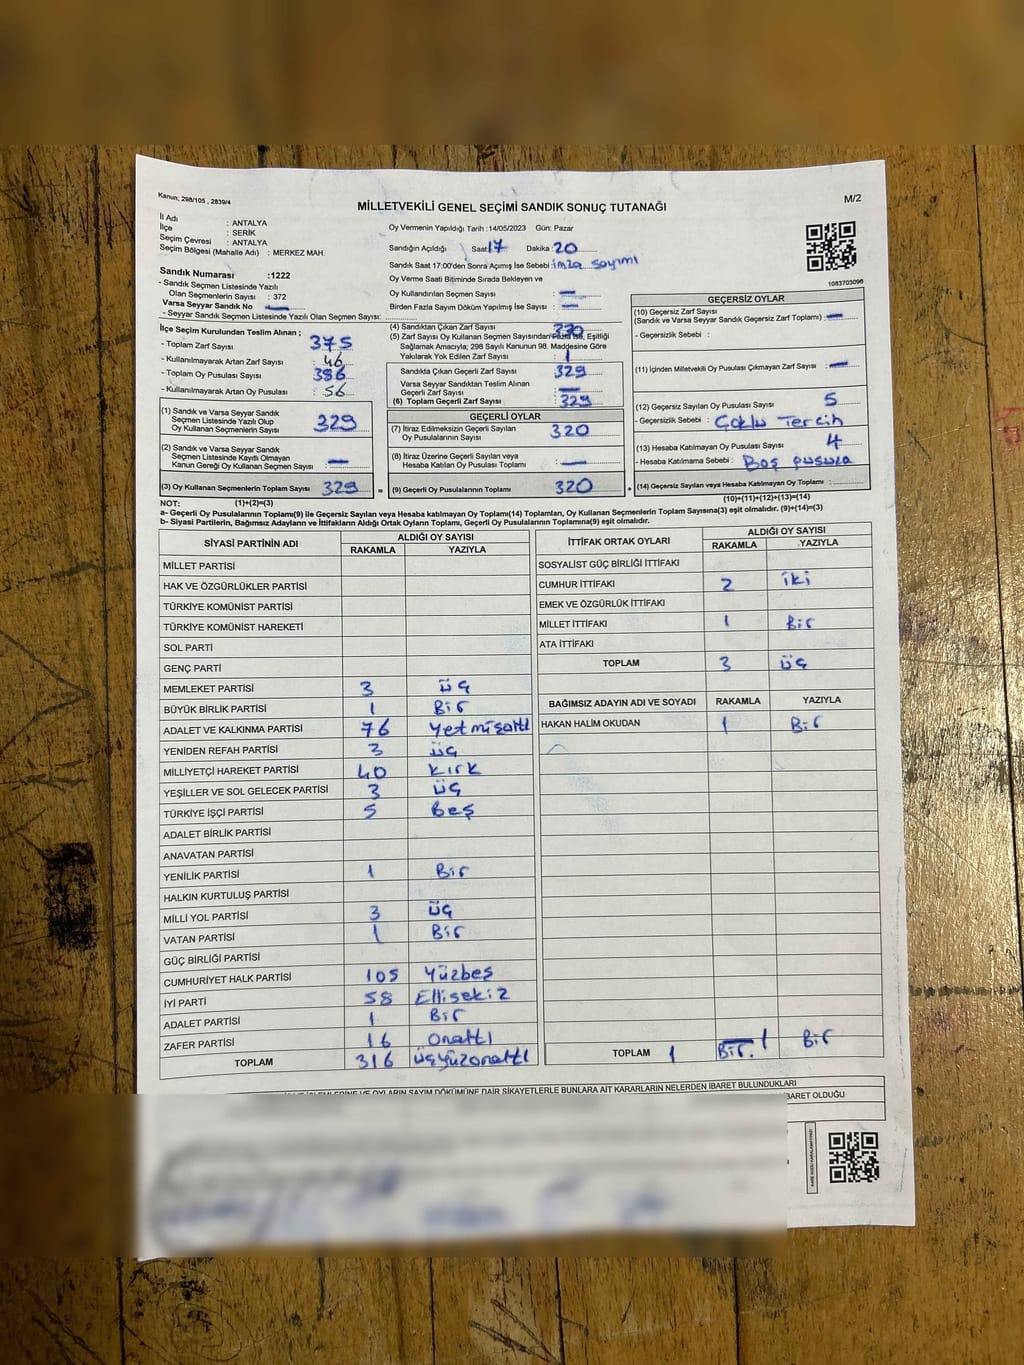 Kanun; 298/105 , 2839/4
MİLLETVEKİLİ GENEL SEÇİMİ SANDIK SONUÇ TUTANAĞI
M/2
İl Adı : ANTALYA
İlçe : SERİK
Seçim Çevresi : ANTALYA
Seçim Bölgesi (Mahalle Adı) : MERKEZ MAH.
Sandık Numarası :1222
- Sandık Seçmen Listesinde Yazılı
Olan Seçmenlerin Sayısı : 372
Varsa Seyyar Sandık No —
- Seyyar Sandık Seçmen Listesinde Yazılı Olan Seçmen Sayısı:
İlçe Seçim Kurulundan Teslim Alınan ;
- Toplam Zarf Sayısı : 375
- Kullanılmayarak Artan Zarf Sayısı : 46
- Toplam Oy Pusulası Sayısı : 386
- Kullanılmayarak Artan Oy Pusulası : 56
(1) Sandık ve Varsa Seyyar Sandık
Seçmen Listesinde Yazılı Olup
Oy Kullanan Seçmenlerin Sayısı : 329
(2) Sandık ve Varsa Seyyar Sandık
Seçmen Listesinde Kayıtlı Olmayan
Kanun Gereği Oy Kullanan Seçmen Sayısı : —
(3) Oy Kullanan Seçmenlerin Toplam Sayısı : 329 =
Oy Vermenin Yapıldığı Tarih :14/05/2023 Gün: Pazar
Sandığın Açıldığı Saat: 17 Dakika : 20
Sandık Saat 17:00'den Sonra Açımış İse Sebebi : imza sayımı
Oy Verme Saati Bitiminde Sırada Bekleyen ve
Oy Kullandırılan Seçmen Sayısı : —
Birden Fazla Sayım Döküm Yapılmış İse Sayısı : —
(4) Sandıktan Çıkan Zarf Sayısı : 330
(5) Zarf Sayısı Oy Kullanan Seçmen Sayısından Fazla İse, Eşitliği
Sağlamak Amacıyla; 298 Sayılı Kanunun 98. Maddesine Göre
Yakılarak Yok Edilen Zarf Sayısı : 1
Sandıkta Çıkan Geçerli Zarf Sayısı : 329
Varsa Seyyar Sandıktan Teslim Alınan
Geçerli Zarf Sayısı : —
(6) Toplam Geçerli Zarf Sayısı : 329
GEÇERLİ OYLAR
(7) İtiraz Edilmeksizin Geçerli Sayılan
Oy Pusulalarının Sayısı : 320
(8) İtiraz Üzerine Geçerli Sayılan veya
Hesaba Katılan Oy Pusulası Toplamı : —
(9) Geçerli Oy Pusulalarının Toplamı : 320 +
1083703096
GEÇERSİZ OYLAR
(10) Geçersiz Zarf Sayısı
(Sandık ve Varsa Seyyar Sandık Geçersiz Zarf Toplamı) : —
- Geçersizlik Sebebi :
(11) İçinden Milletvekili Oy Pusulası Çıkmayan Zarf Sayısı : —
(12) Geçersiz Sayılan Oy Pusulası Sayısı : 5
- Geçersizlik Sebebi : Çoklu Tercih
(13) Hesaba Katılmayan Oy Pusulası Sayısı : 4
- Hesaba Katılmama Sebebi : Boş pusula
(14) Geçersiz Sayılan veya Hesaba Katılmayan Oy Toplamı :
NOT: (1)+(2)=(3)
(10)+(11)+(12)+(13)=(14)
a- Geçerli Oy Pusulalarının Toplamı(9) ile Geçersiz Sayılan veya Hesaba katılmayan Oy Toplamı(14) Toplamları, Oy Kullanan Seçmenlerin Toplam Sayısına(3) eşit olmalıdır. (9)+(14)=(3)
b- Siyasi Partilerin, Bağımsız Adayların ve İttifakların Aldığı Ortak Oyların Toplamı, Geçerli Oy Pusulalarının Toplamına(9) eşit olmalıdır.
SİYASİ PARTİNİN ADI ALDIĞI OY SAYISI
RAKAMLA YAZIYLA
MİLLET PARTİSİ
HAK VE ÖZGÜRLÜKLER PARTİSİ
TÜRKİYE KOMÜNİST PARTİSİ
TÜRKİYE KOMÜNİST HAREKETİ
SOL PARTİ
GENÇ PARTİ
MEMLEKET PARTİSİ 3 üç
BÜYÜK BİRLİK PARTİSİ 1 Bir
ADALET VE KALKINMA PARTİSİ 76 Yetmişaltı
YENİDEN REFAH PARTİSİ 3 üç
MİLLİYETÇİ HAREKET PARTİSİ 40 kırk
YEŞİLLER VE SOL GELECEK PARTİSİ 3 üç
TÜRKİYE İŞÇİ PARTİSİ 5 Beş
ADALET BİRLİK PARTİSİ
ANAVATAN PARTİSİ
YENİLİK PARTİSİ 1 Bir
HALKIN KURTULUŞ PARTİSİ
MİLLİ YOL PARTİSİ 3 üç
VATAN PARTİSİ 1 Bir
GÜÇ BİRLİĞİ PARTİSİ
CUMHURİYET HALK PARTİSİ 105 Yüzbeş
İYİ PARTİ 58 Ellisekiz
ADALET PARTİSİ 1 Bir
ZAFER PARTİSİ 16 onaltı
TOPLAM 316 üçyüzonaltı
İTTİFAK ORTAK OYLARI ALDIĞI OY SAYISI
RAKAMLA YAZIYLA
SOSYALİST GÜÇ BİRLİĞİ İTTİFAKI
CUMHUR İTTİFAKI 2 iki
EMEK VE ÖZGÜRLÜK İTTİFAKI
MİLLET İTTİFAKI 1 Bir
ATA İTTİFAKI
TOPLAM 3 üç
BAĞIMSIZ ADAYIN ADI VE SOYADI RAKAMLA YAZIYLA
HAKAN HALİM OKUDAN 1 Bir
TOPLAM 1 Bir. 1 Bir
İŞLEMLERİNE VE OYLARIN SAYIM DÖKÜMÜNE DAİR ŞİKAYETLERLE BUNLARA AİT KARARLARIN NELERDEN İBARET BULUNDUKLARI
BARET OLDUĞU